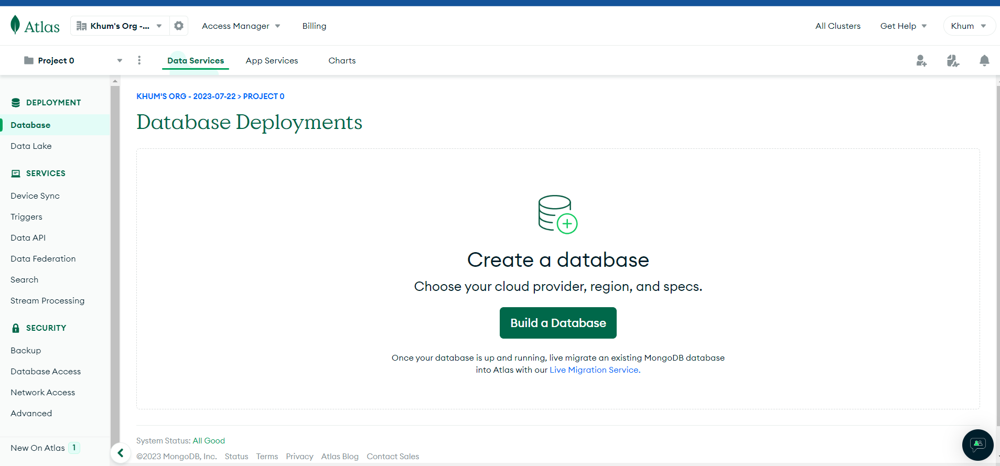 Atlas
Khum's Org -...
Access Manager
Billing
All Clusters
Get Help
Khum
Project 0
Data Services
App Services
Charts
DEPLOYMENT
Database
Data Lake
SERVICES
Device Sync
Triggers
Data API
Data Federation
Search
Stream Processing
SECURITY
Backup
Database Access
Network Access
Advanced
New On Atlas 1
KHUM'S ORG - 2023-07-22 > PROJECT 0
Database Deployments
Create a database
Choose your cloud provider, region, and specs.
Build a Database
Once your database is up and running, live migrate an existing MongoDB database
into Atlas with our Live Migration Service.
System Status: All Good
©2023 MongoDB, Inc. Status Terms Privacy Atlas Blog Contact Sales